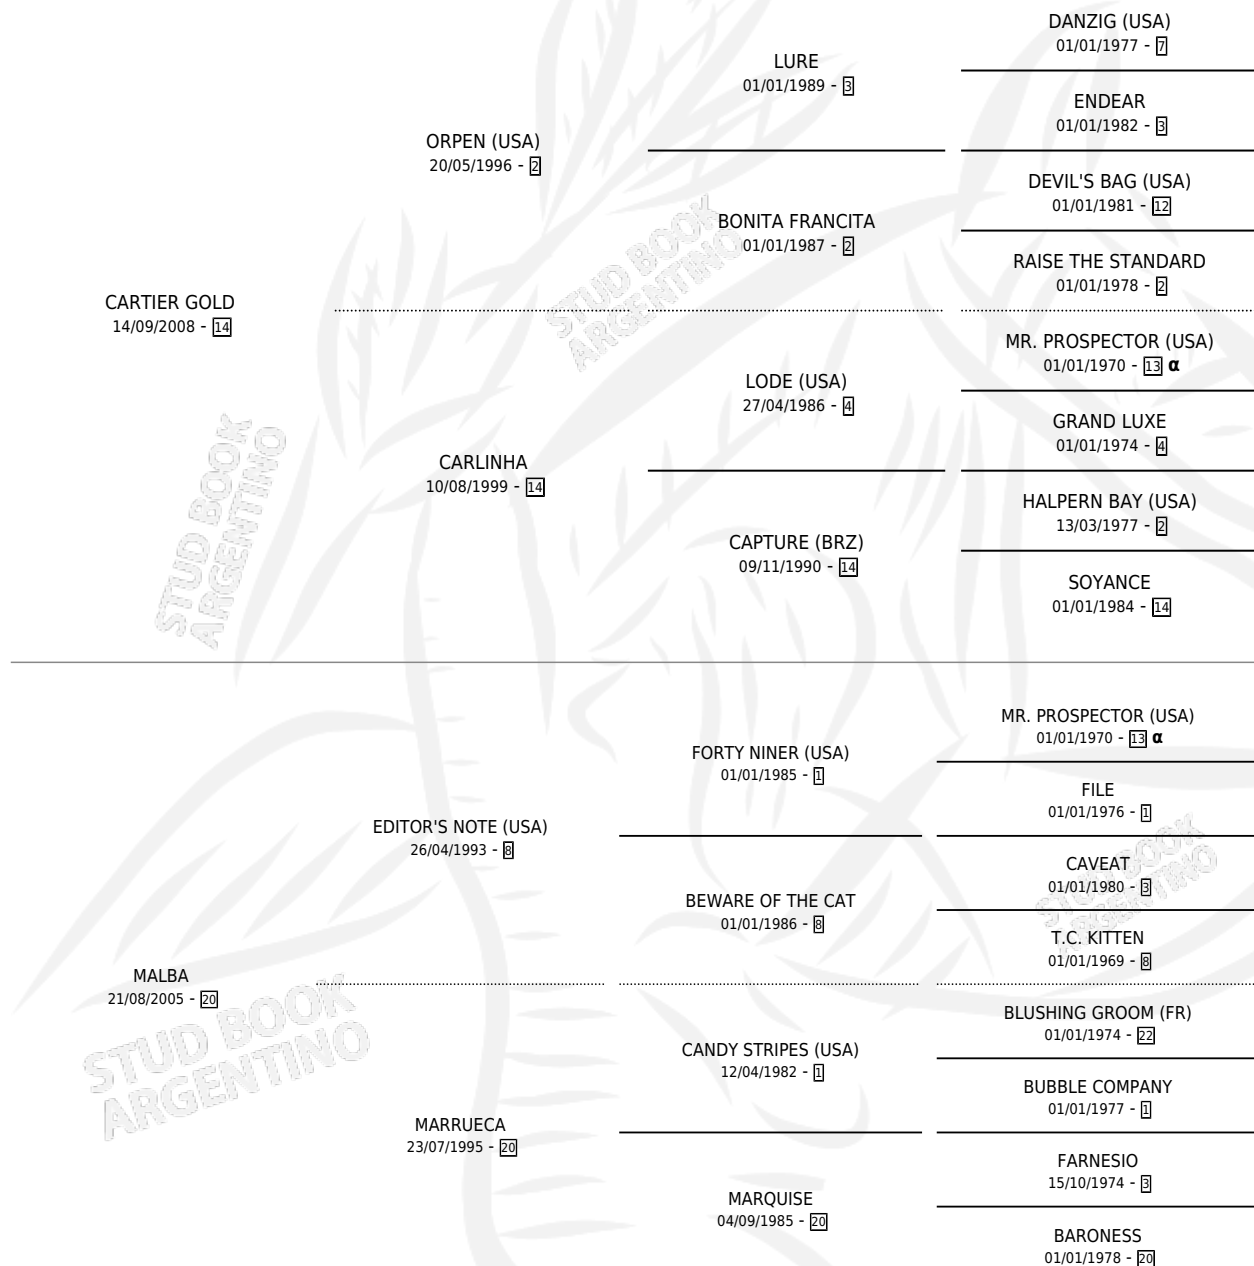 DANZIG (USA)
01/01/1977 - 7
LURE
01/01/1989 - 3
ENDEAR
01/01/1982 - 3
ORPEN (USA)
20/05/1996 - 2
DEVIL'S BAG (USA)
01/01/1981 - 12
BONITA FRANCITA
01/01/1987 - 2
RAISE THE STANDARD
01/01/1978 - 2
CARTIER GOLD
14/09/2008 - 14
MR. PROSPECTOR (USA)
01/01/1970 - 13 α
LODE (USA)
27/04/1986 - 4
GRAND LUXE
01/01/1974 - 4
CARLINHA
10/08/1999 - 14
HALPERN BAY (USA)
13/03/1977 - 2
CAPTURE (BRZ)
09/11/1990 - 14
SOYANCE
01/01/1984 - 14
MR. PROSPECTOR (USA)
01/01/1970 - 13 α
FORTY NINER (USA)
01/01/1985 - 1
FILE
01/01/1976 - 1
EDITOR'S NOTE (USA)
26/04/1993 - 8
CAVEAT
01/01/1980 - 3
BEWARE OF THE CAT
01/01/1986 - 8
T.C. KITTEN
01/01/1969 - 8
MALBA
21/08/2005 - 20
BLUSHING GROOM (FR)
01/01/1974 - 22
CANDY STRIPES (USA)
12/04/1982 - 1
BUBBLE COMPANY
01/01/1977 - 1
MARRUECA
23/07/1995 - 20
FARNESIO
15/10/1974 - 3
MARQUISE
04/09/1985 - 20
BARONESS
01/01/1978 - 20
STUD BOOK
ARGENTINO
STUD BOOK
ARGENTINO
STUD BOOK
ARGENTINO
STUD BOOK
ARGENTINO